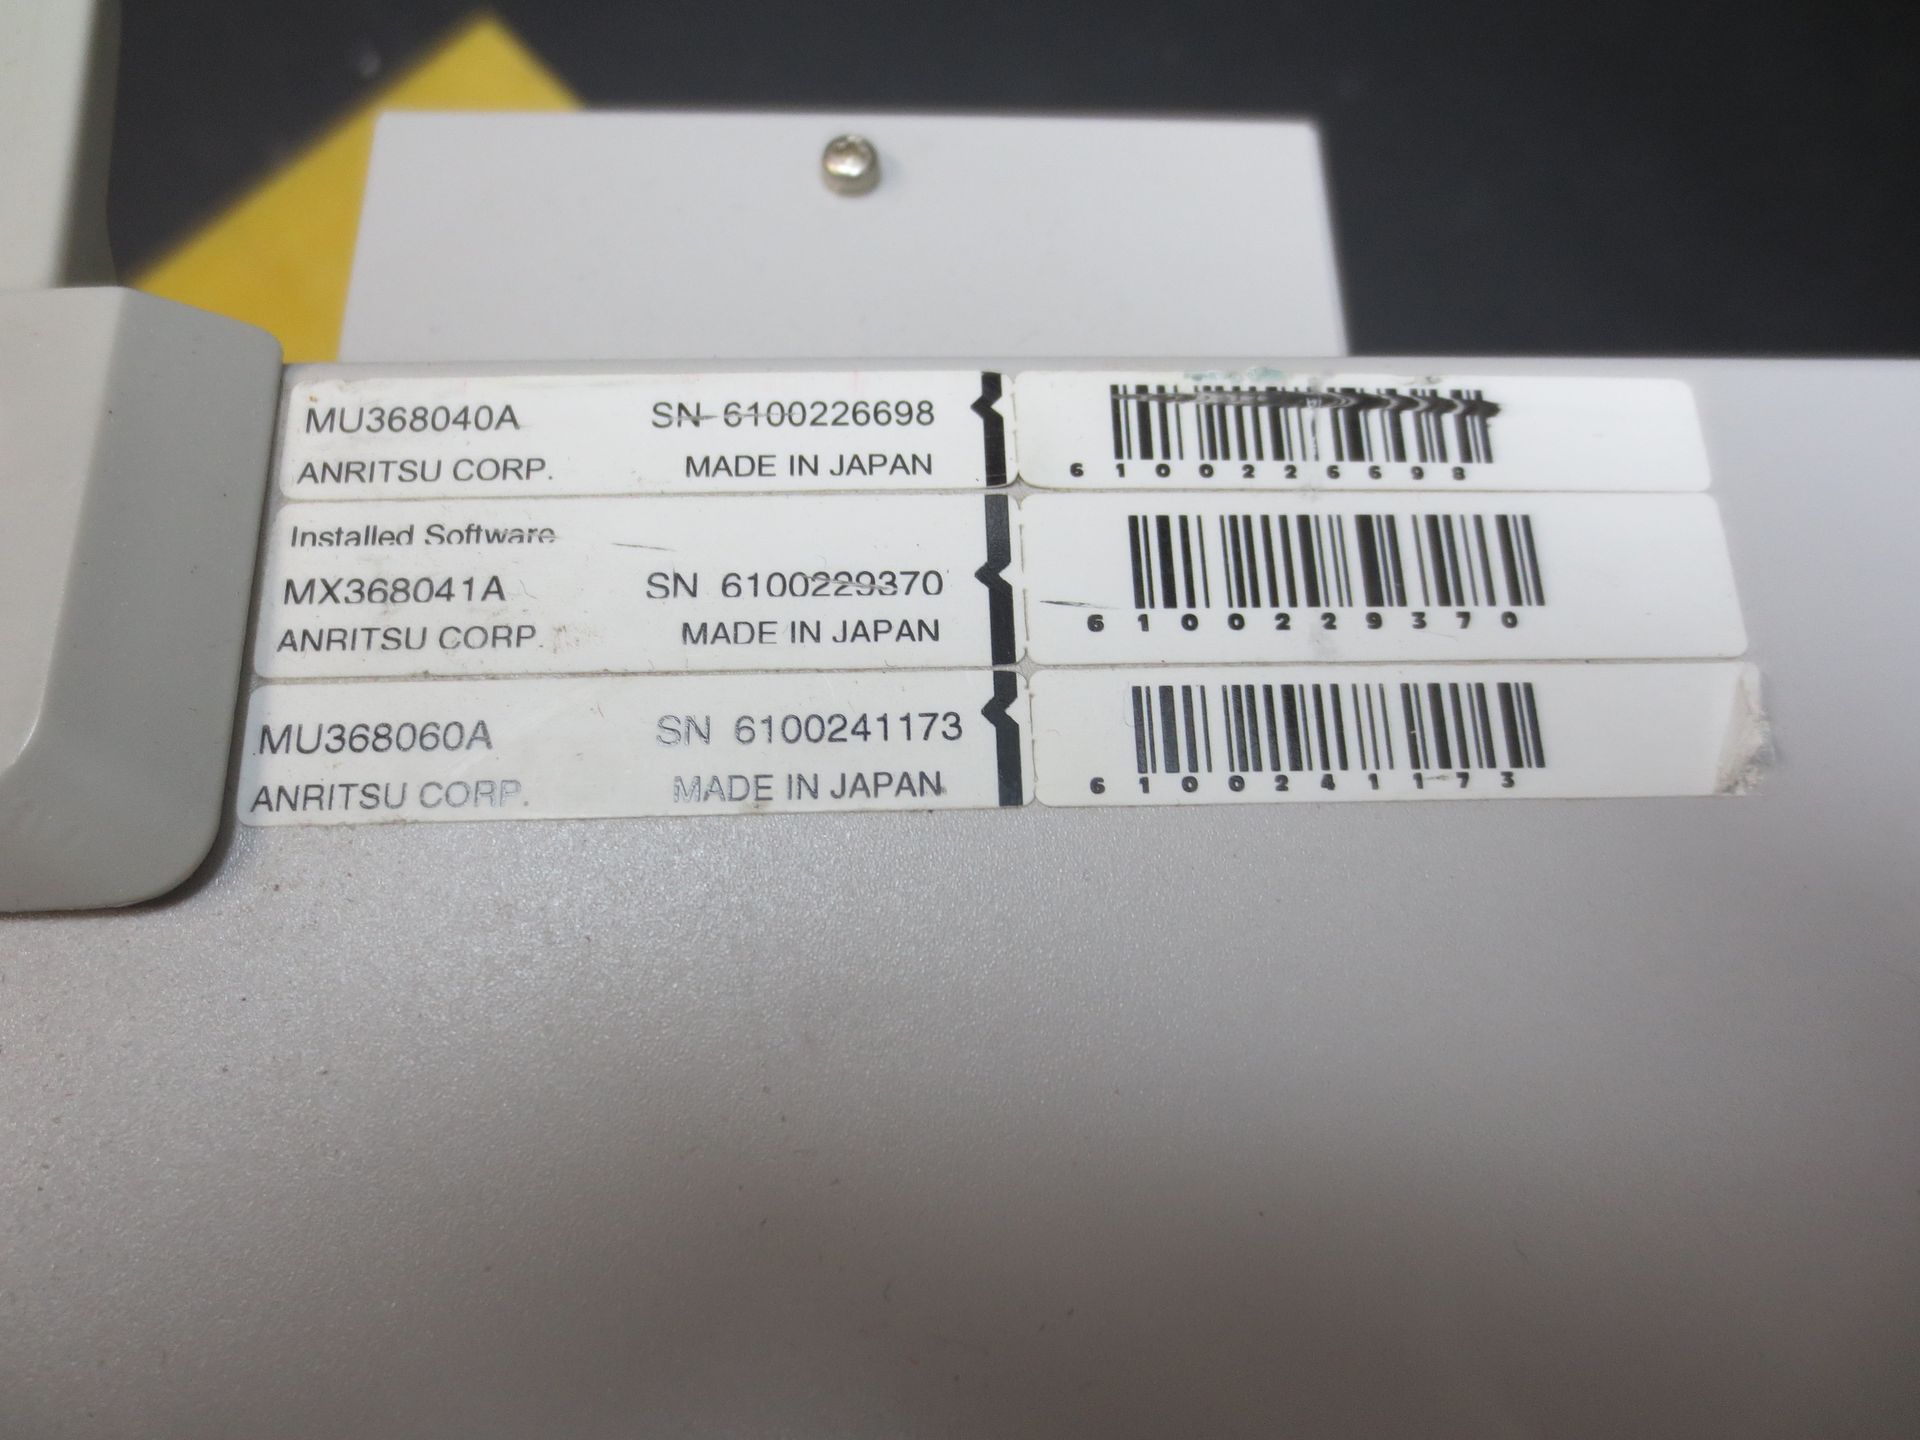 MU368040A SN 6100226698
ANRITSU CORP. MADE IN JAPAN
6100226698
Installed Software
MX368041A SN 6100229370
ANRITSU CORP. MADE IN JAPAN
6100229370
MU368060A SN 6100241173
ANRITSU CORP. MADE IN JAPAN
6100241173